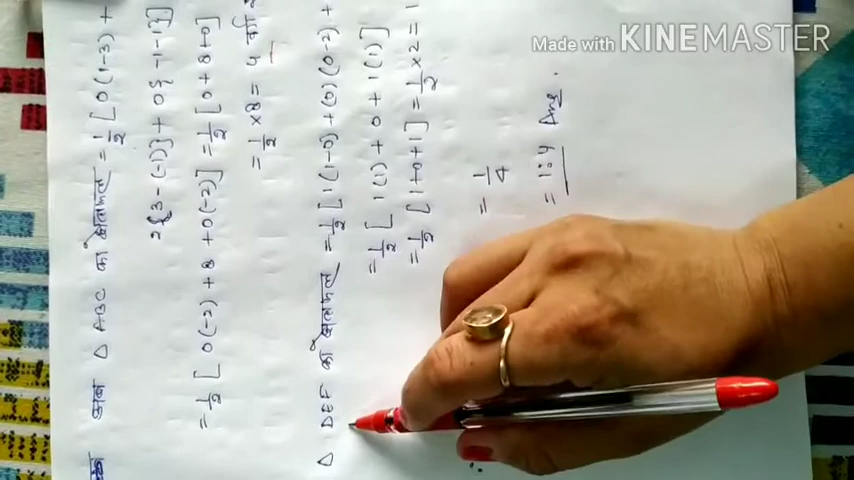 अब △ ABC का क्षेत्रफल = 1/2 [0(1-3) +
= {3-(-1)} + 0{-1-1}]
= 1/2 [0(-2) + 8 + 0(-2)] = 1/2 [0+8+0]
= 1/2 × 8 = 4
△ DEF का क्षेत्रफल = 1/2 [1(1-0) + (0)(0-2) +
= 1/2 [1(1) + 0 + 1(1)]
= 1/2 [1+0+1] = 1/2 × 2 = 1
= 1/4
= 1:4 Ans.
Made with KINEMASTER